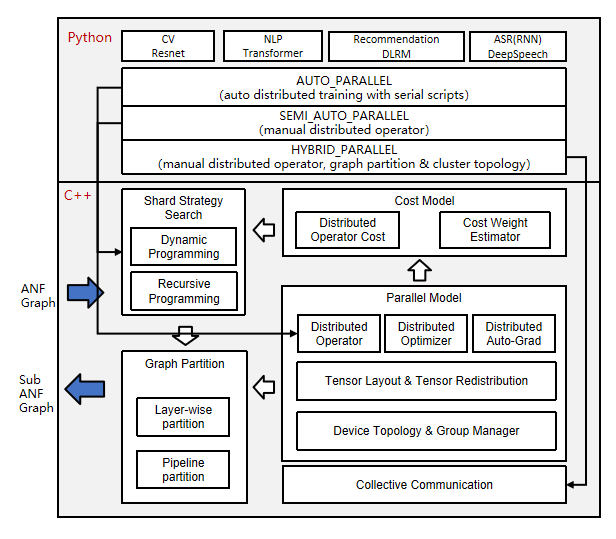 Python
CV
Resnet
NLP
Transformer
Recommendation
DLRM
ASR(RNN)
DeepSpeech
AUTO_PARALLEL
(auto distributed training with serial scripts)
SEMI_AUTO_PARALLEL
(manual distributed operator)
HYBRID_PARALLEL
(manual distributed operator, graph partition & cluster topology)
C++
Shard Strategy
Search
Dynamic
Programming
Recursive
Programming
Cost Model
Distributed
Operator Cost
Cost Weight
Estimator
ANF
Graph
Parallel Model
Distributed
Operator
Distributed
Optimizer
Distributed
Auto-Grad
Tensor Layout & Tensor Redistribution
Device Topology & Group Manager
Sub
ANF
Graph
Graph Partition
Layer-wise
partition
Pipeline
partition
Collective Communication